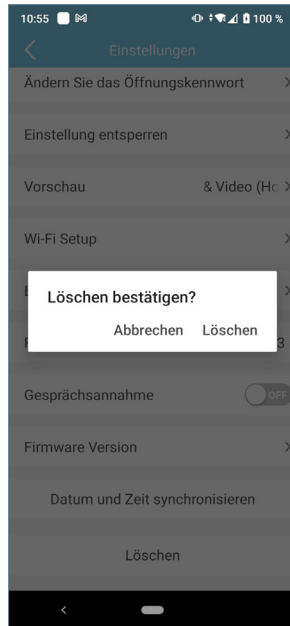 10:55
100 %
Einstellungen
Ändern Sie das Öffnungskennwort
Einstellung entsperren
Vorschau & Video (Ho
Wi-Fi Setup
Löschen bestätigen?
Abbrechen Löschen
3
Gesprächsannahme OFF
Firmware Version
Datum und Zeit synchronisieren
Löschen